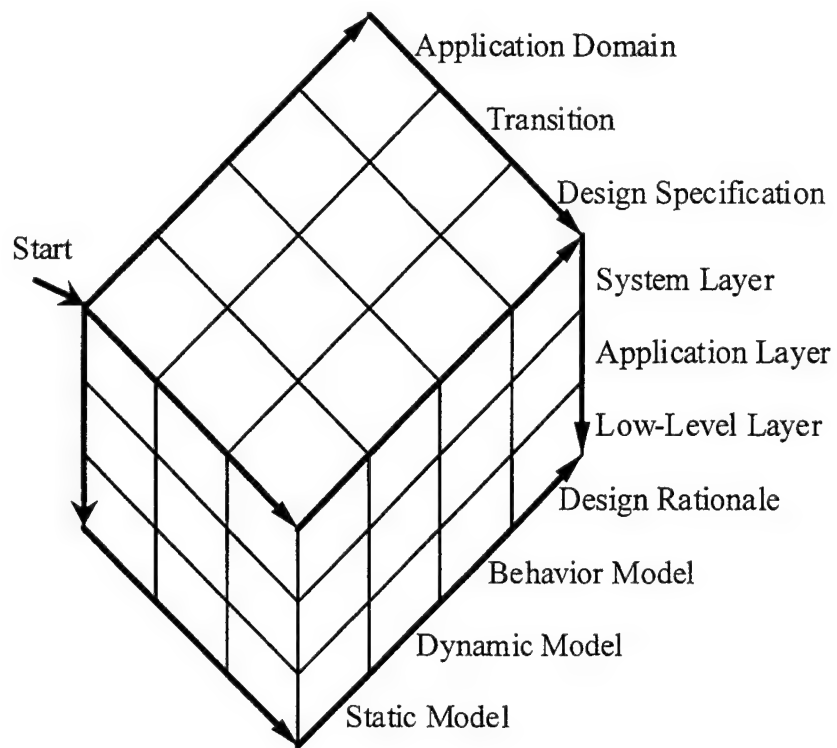 Application Domain
Transition
Design Specification
Start
System Layer
Application Layer
Low-Level Layer
Design Rationale
Behavior Model
Dynamic Model
Static Model